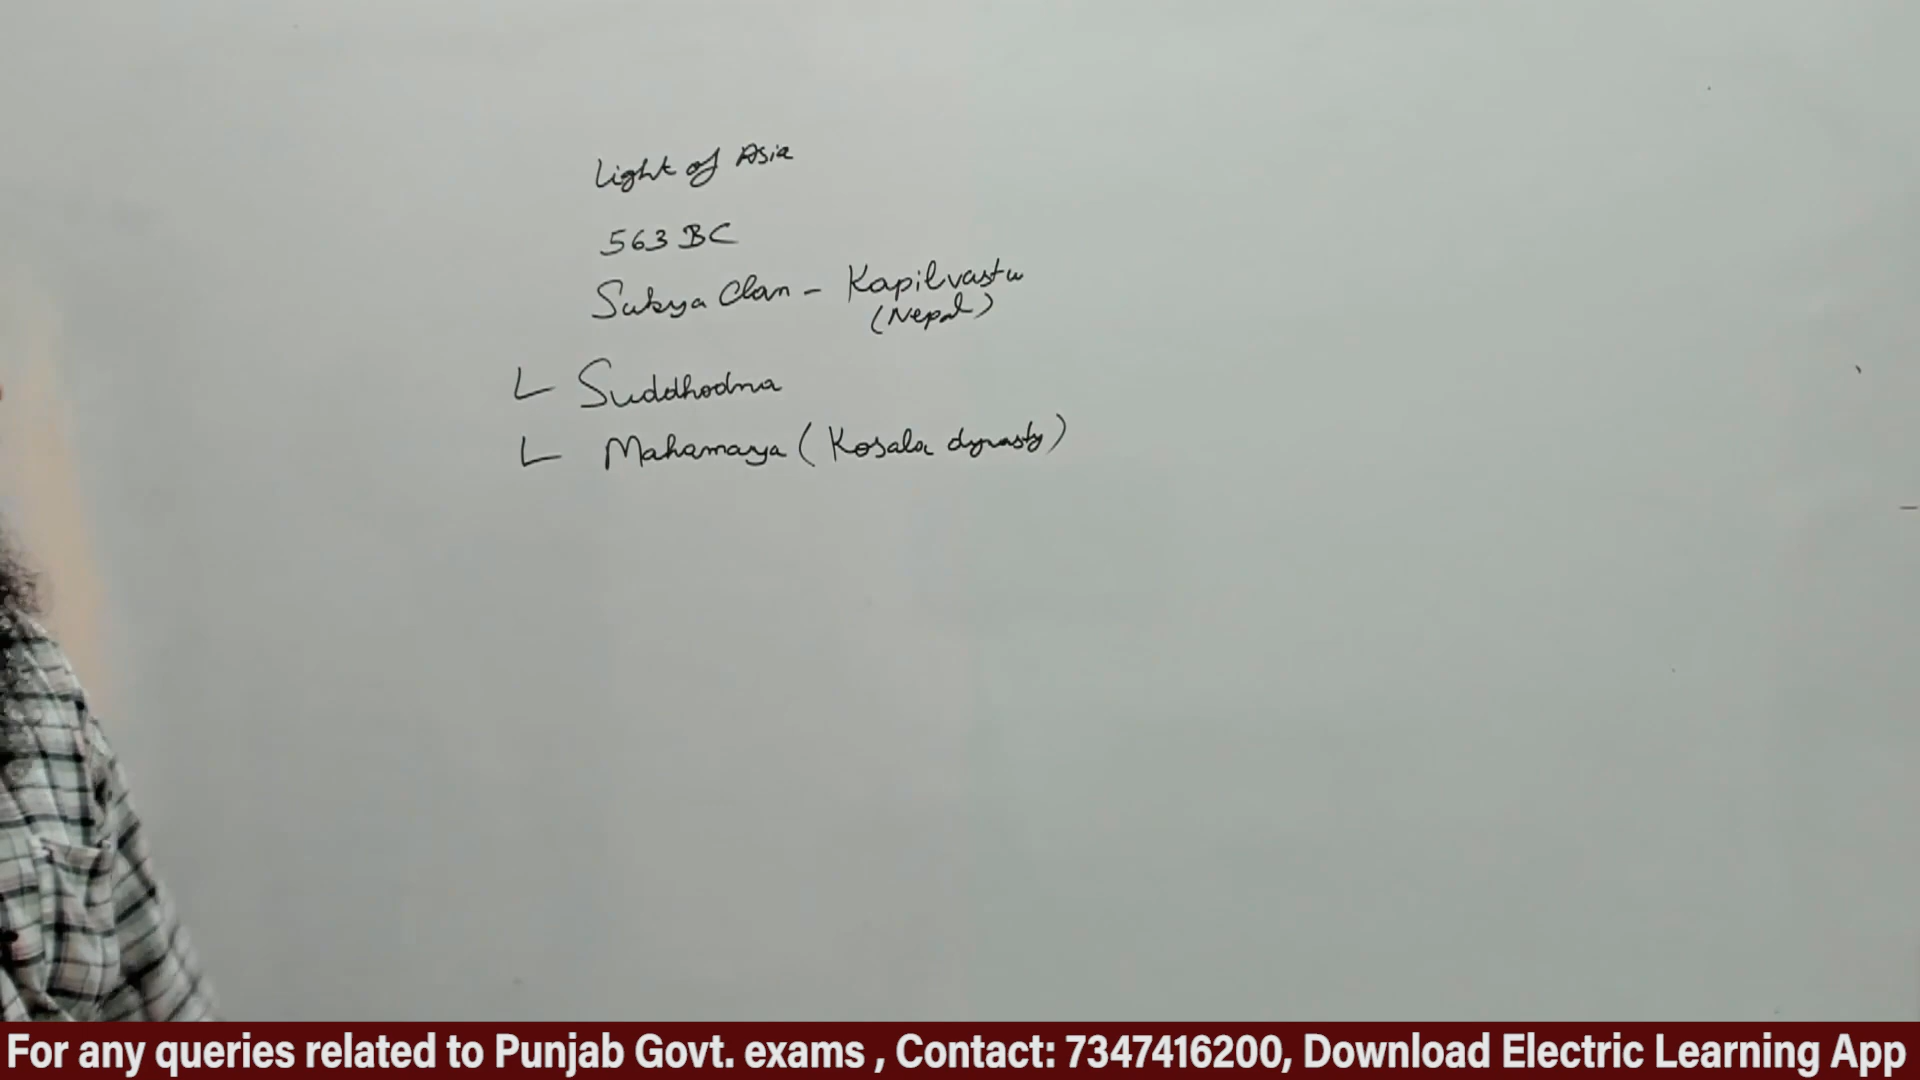 Light of Asia
563 BC
Sakya Clan - Kapilvastu
(Nepal)
Suddhodna
Mahamaya (Kosala dynasty)
For any queries related to Punjab Govt. exams , Contact: 7347416200, Download Electric Learning App